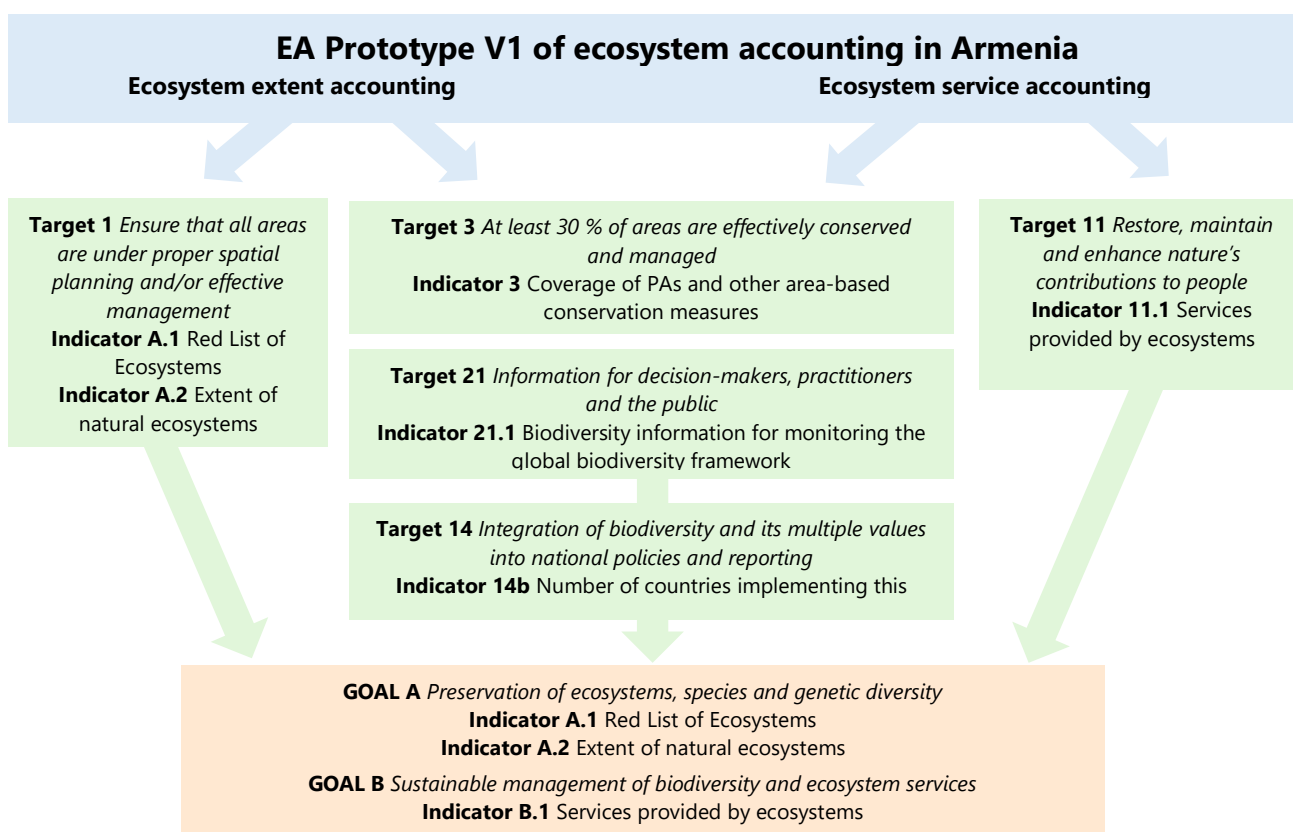 EA Prototype V1 of ecosystem accounting in Armenia
Ecosystem extent accounting
Ecosystem service accounting
Target 1 Ensure that all areas
are under proper spatial
planning and/or effective
management
Indicator A.1 Red List of
Ecosystems
Indicator A.2 Extent of
natural ecosystems
Target 3 At least 30 % of areas are effectively conserved
and managed
Indicator 3 Coverage of PAs and other area-based
conservation measures
Target 21 Information for decision-makers, practitioners
and the public
Indicator 21.1 Biodiversity information for monitoring the
global biodiversity framework
Target 14 Integration of biodiversity and its multiple values
into national policies and reporting
Indicator 14b Number of countries implementing this
Target 11 Restore, maintain
and enhance nature’s
contributions to people
Indicator 11.1 Services
provided by ecosystems
GOAL A Preservation of ecosystems, species and genetic diversity
Indicator A.1 Red List of Ecosystems
Indicator A.2 Extent of natural ecosystems
GOAL B Sustainable management of biodiversity and ecosystem services
Indicator B.1 Services provided by ecosystems